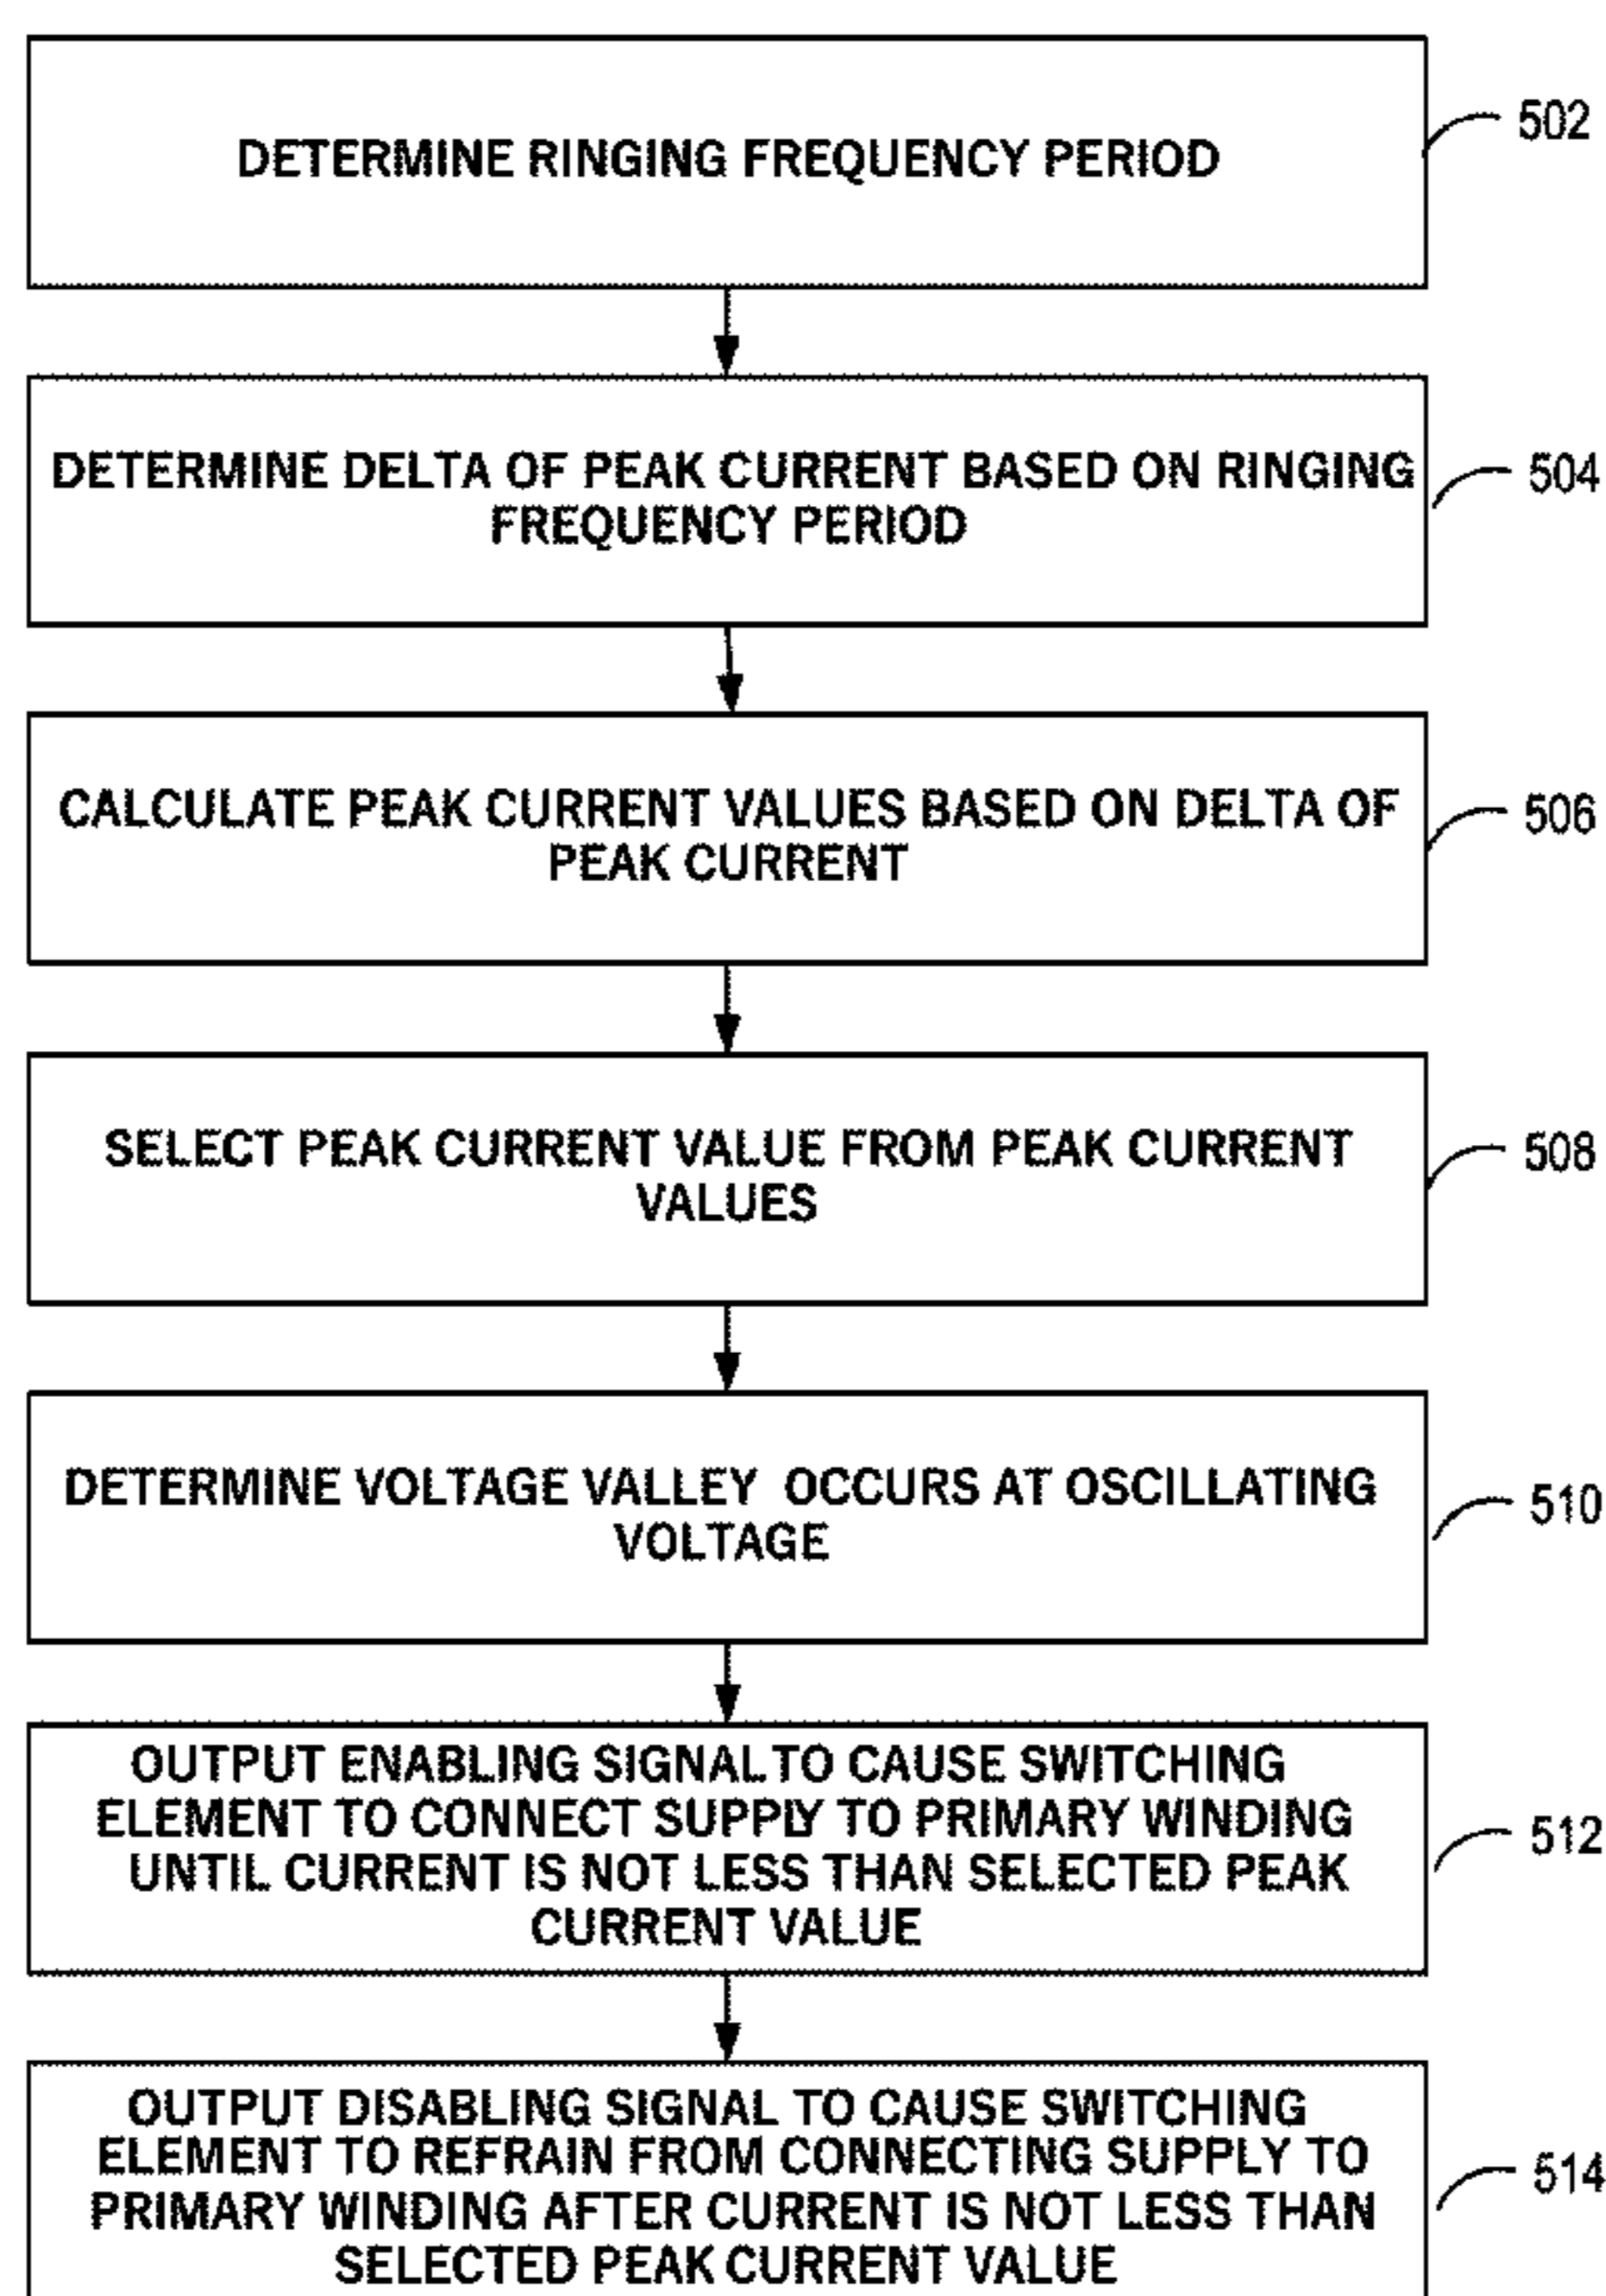 DETERMINE RINGING FREQUENCY PERIOD
502
DETERMINE DELTA OF PEAK CURRENT BASED ON RINGING
FREQUENCY PERIOD
504
CALCULATE PEAK CURRENT VALUES BASED ON DELTA OF
PEAK CURRENT
506
SELECT PEAK CURRENT VALUE FROM PEAK CURRENT
VALUES
508
DETERMINE VOLTAGE VALLEY OCCURS AT OSCILLATING
VOLTAGE
510
OUTPUT ENABLING SIGNAL TO CAUSE SWITCHING
ELEMENT TO CONNECT SUPPLY TO PRIMARY WINDING
UNTIL CURRENT IS NOT LESS THAN SELECTED PEAK
CURRENT VALUE
512
OUTPUT DISABLING SIGNAL TO CAUSE SWITCHING
ELEMENT TO REFRAIN FROM CONNECTING SUPPLY TO
PRIMARY WINDING AFTER CURRENT IS NOT LESS THAN
SELECTED PEAK CURRENT VALUE
514